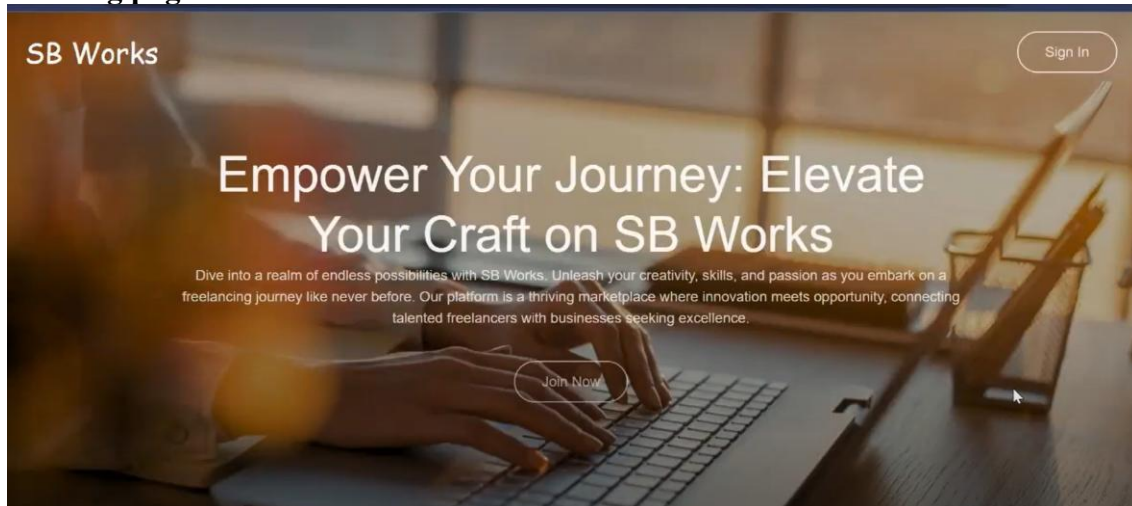 SB Works
Sign In
Empower Your Journey: Elevate
Your Craft on SB Works
Dive into a realm of endless possibilities with SB Works. Unleash your creativity, skills, and passion as you embark on a
freelancing journey like never before. Our platform is a thriving marketplace where innovation meets opportunity, connecting
talented freelancers with businesses seeking excellence.
Join Now